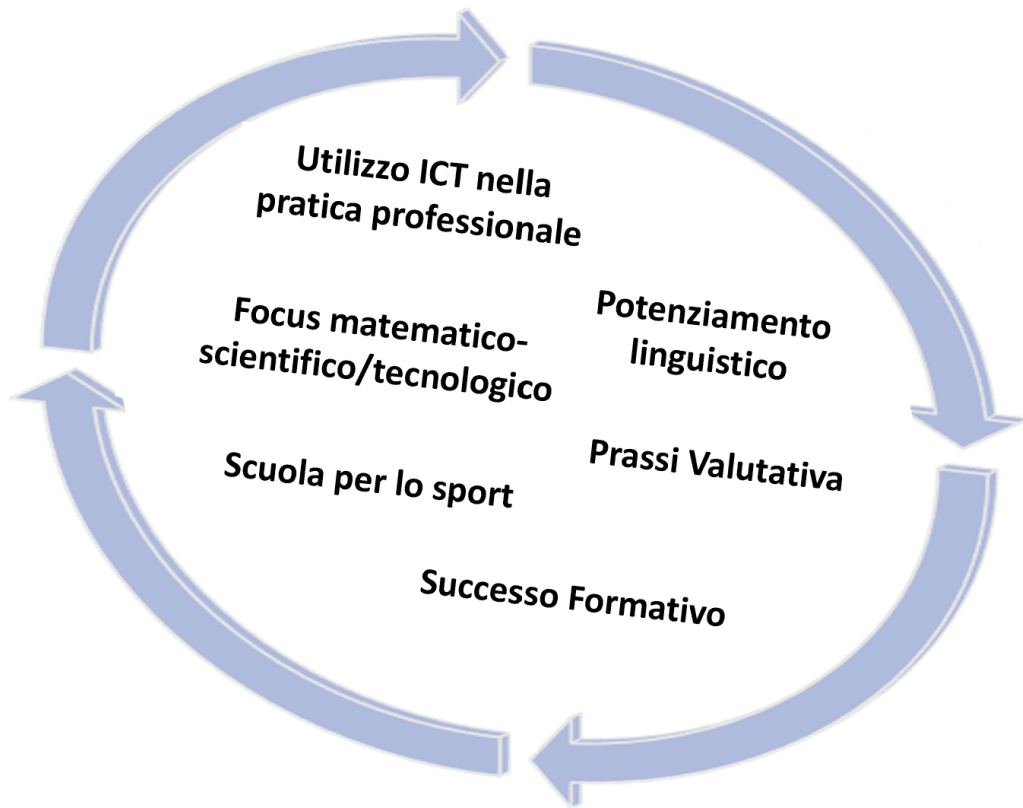 Utilizzo ICT nella
pratica professionale
Potenziamento
linguistico
Focus matematico-
scientifico/tecnologico
Prassi Valutativa
Scuola per lo sport
Successo Formativo